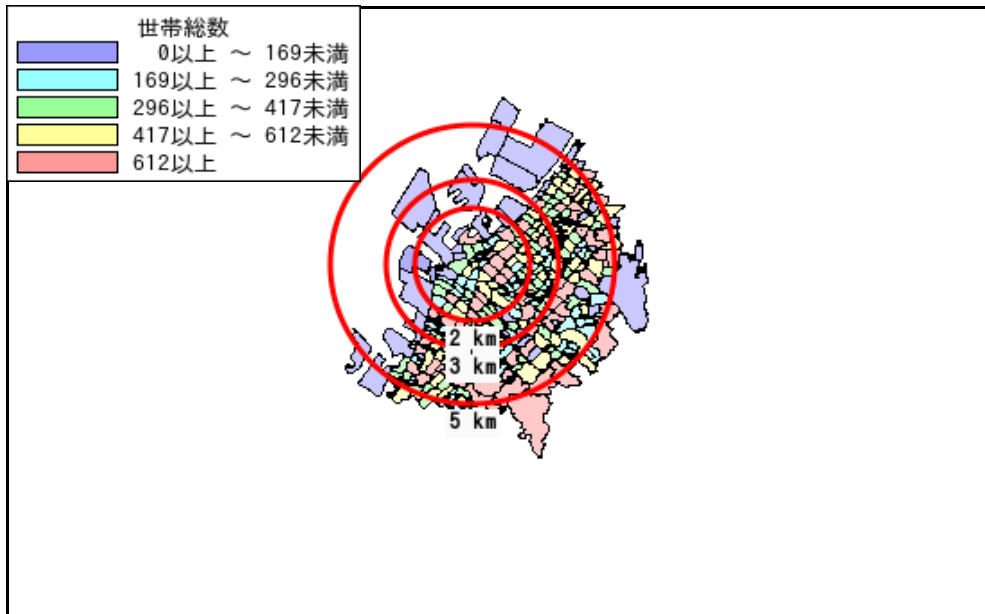 世帯総数
0以上 ～ 169未満
169以上 ～ 296未満
296以上 ～ 417未満
417以上 ～ 612未満
612以上
2 km
3 km
5 km